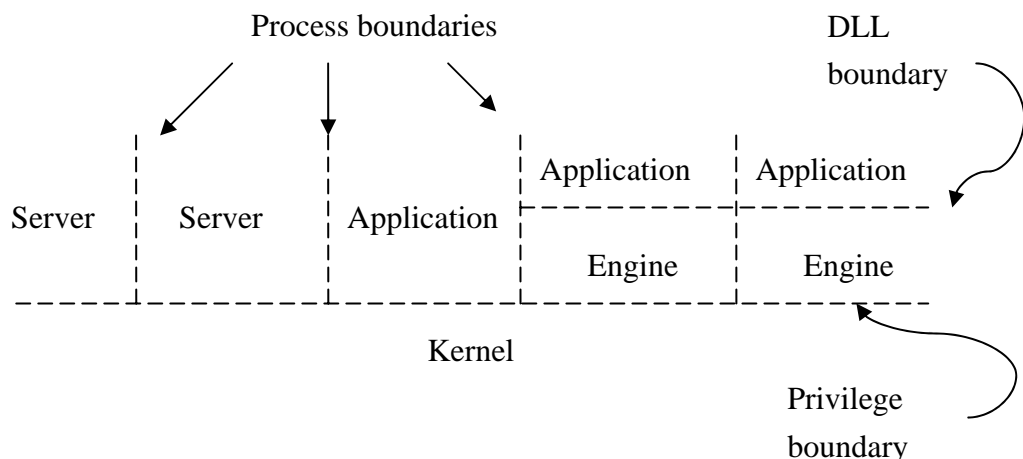 Process boundaries
DLL
boundary
Application
Application
Server
Server
Application
Engine
Engine
Kernel
Privilege
boundary